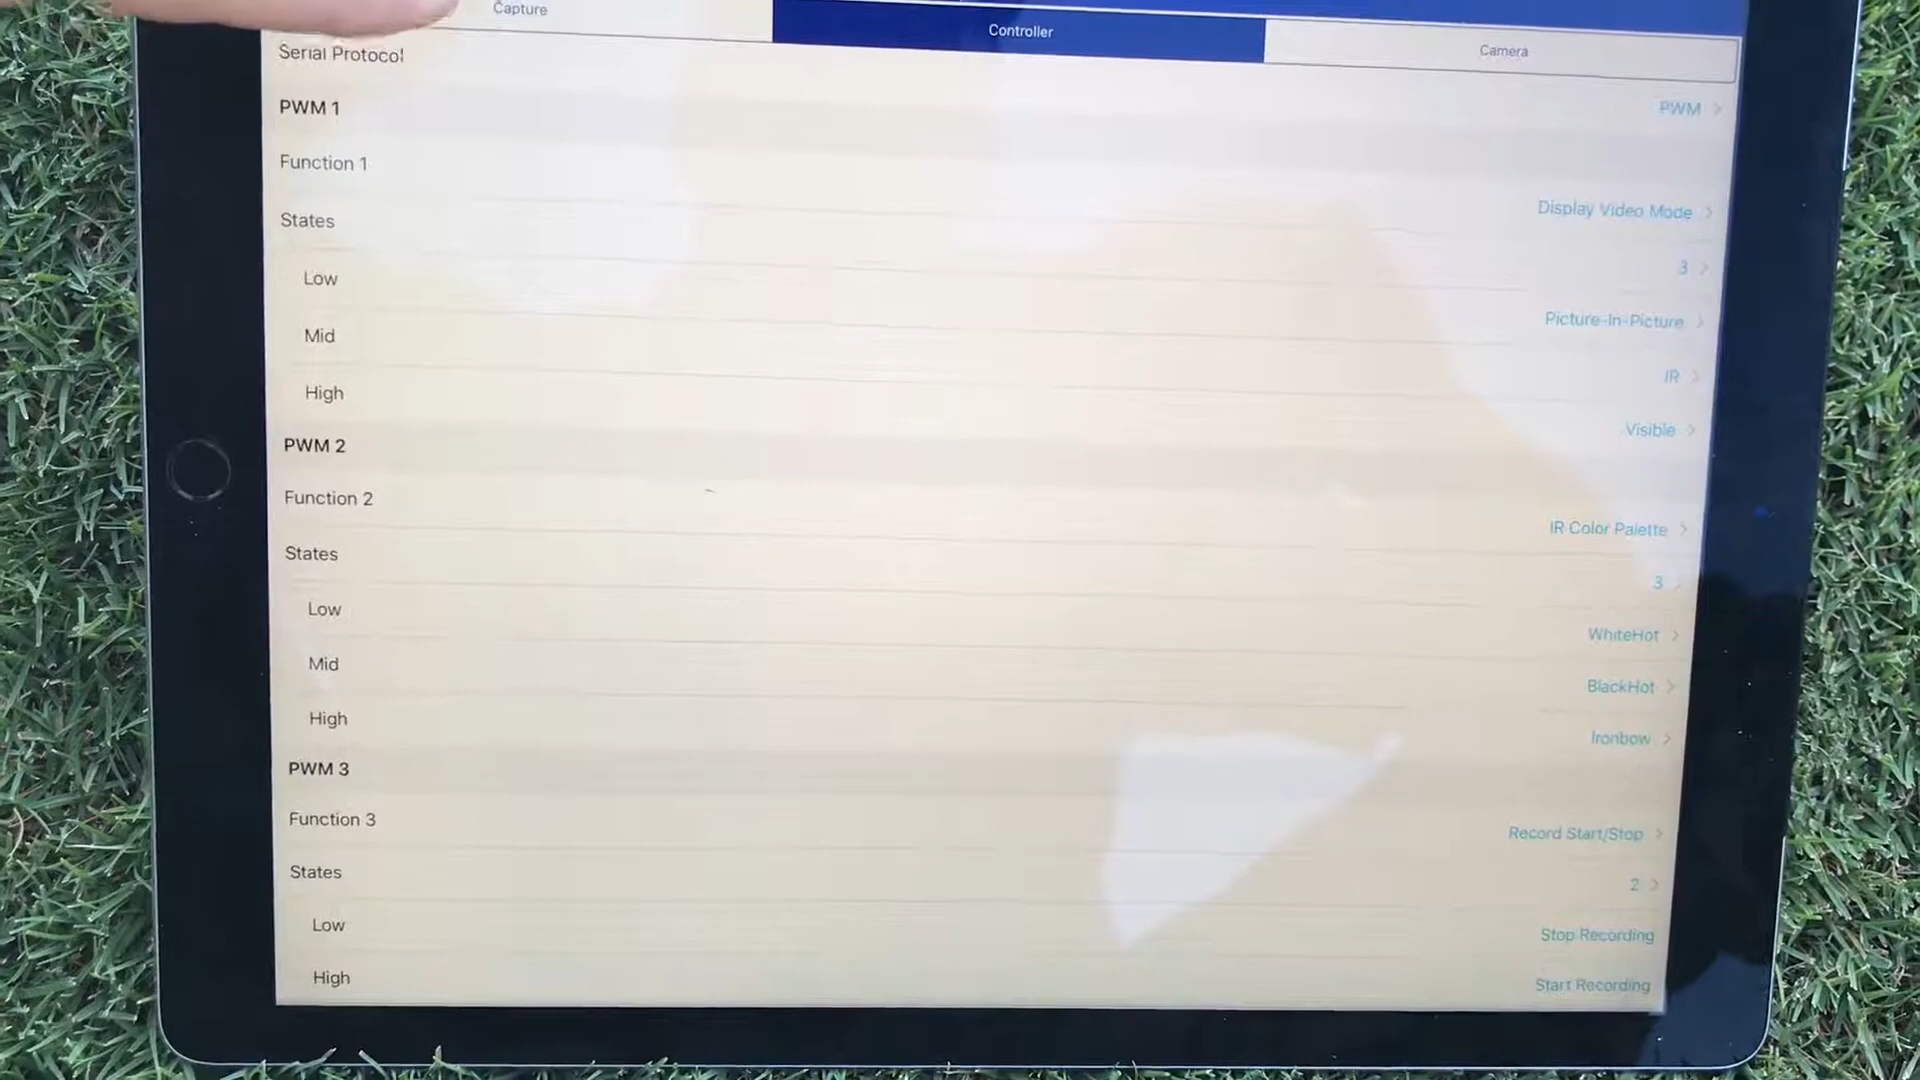 Capture Controller Camera
Serial Protocol PWM
PWM 1
Function 1 Display Video Mode
States 3
Low Picture-In-Picture
Mid IR
High Visible
PWM 2
Function 2 IR Color Palette
States 3
Low WhiteHot
Mid BlackHot
High Ironbow
PWM 3
Function 3 Record Start/Stop
States 2
Low Stop Recording
High Start Recording